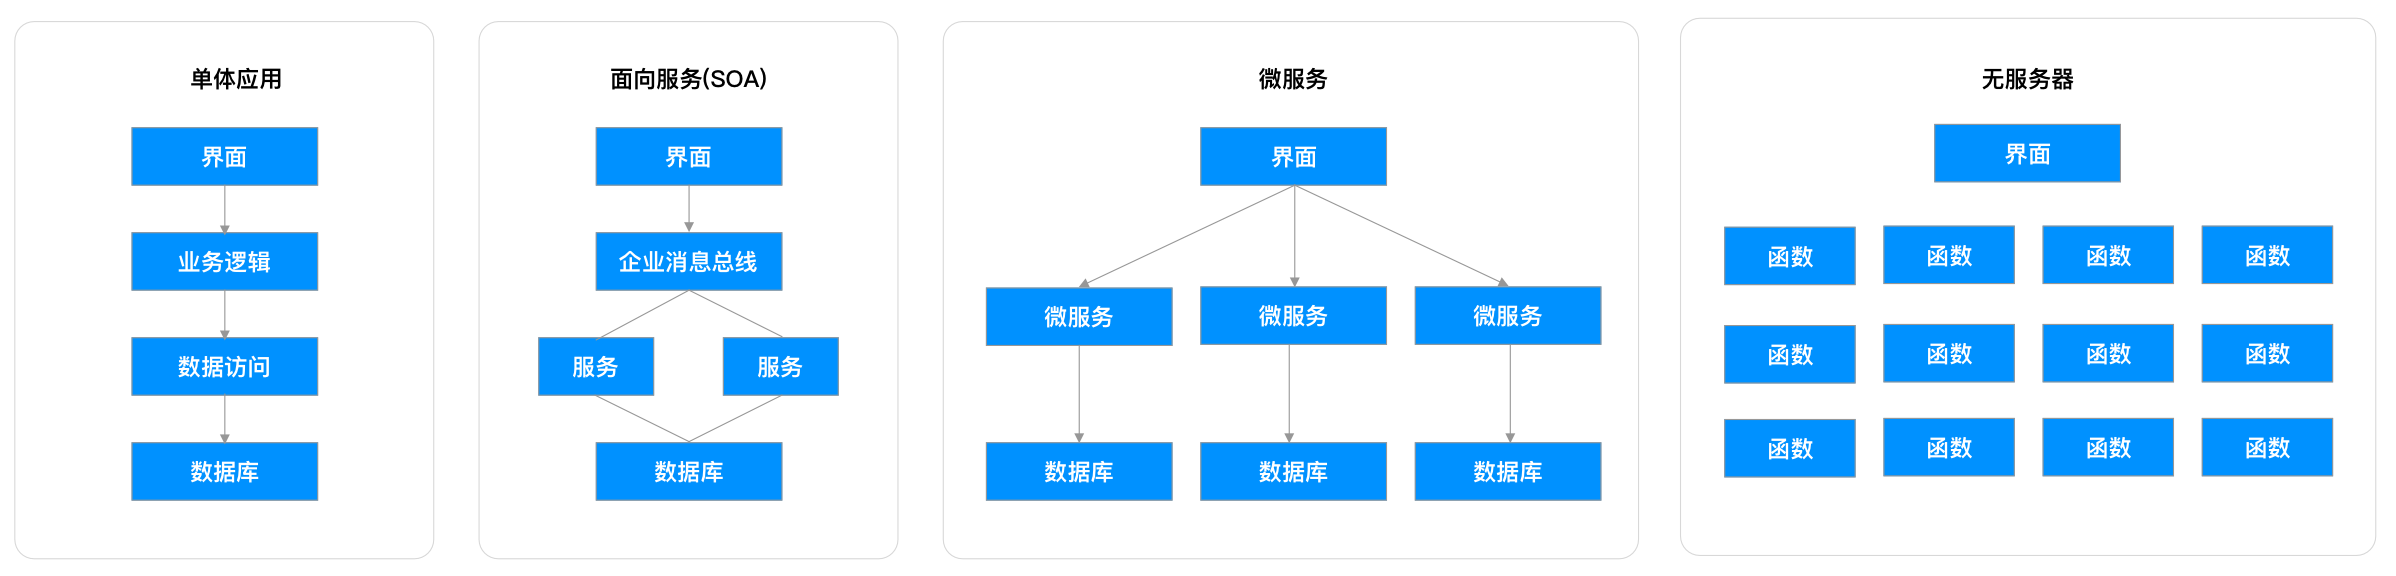 单体应用
界面
业务逻辑
数据访问
数据库
面向服务(SOA)
界面
企业消息总线
服务
服务
数据库
微服务
界面
微服务
微服务
微服务
数据库
数据库
数据库
无服务器
界面
函数
函数
函数
函数
函数
函数
函数
函数
函数
函数
函数
函数